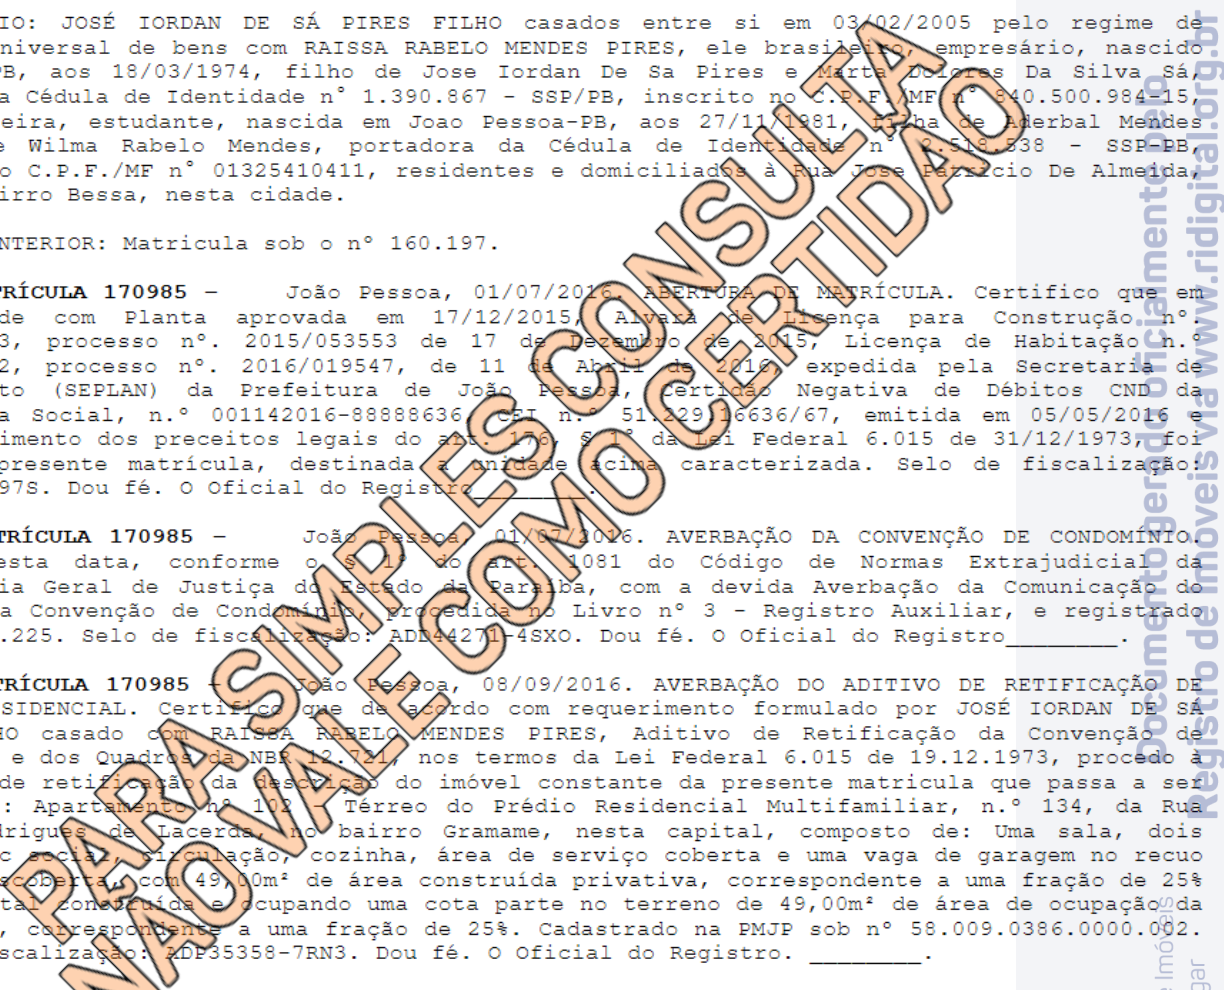 IO: JOSÉ IORDAN DE SÁ PIRES FILHO casados entre si em 03/02/2005 pelo regime de
niversal de bens com RAISSA RABELO MENDES PIRES, ele brasileiro, empresário, nascido
PB, aos 18/03/1974, filho de Jose Iordan De Sa Pires e Marta Dolores Da Silva Sá,
a Cédula de Identidade n° 1.390.867 - SSP/PB, inscrito no C.P.F./MF n° 840.500.984-15,
eira, estudante, nascida em Joao Pessoa-PB, aos 27/11/1981, filha de Aderbal Mendes
e Wilma Rabelo Mendes, portadora da Cédula de Identidade n° 2.518.538 - SSP-PB,
o C.P.F./MF n° 01325410411, residentes e domiciliados à Rua Jose Patricio De Almeida,
irro Bessa, nesta cidade.
NTERIOR: Matricula sob o nº 160.197.
TRÍCULA 170985 – João Pessoa, 01/07/2016. ABERTURA DE MATRÍCULA. Certifico que em
de com Planta aprovada em 17/12/2015, Alvará de Licença para Construção nº.
3, processo nº. 2015/053553 de 17 de Dezembro de 2015, Licença de Habitação n.º
2, processo nº. 2016/019547, de 11 de Abril de 2016, expedida pela Secretaria de
to (SEPLAN) da Prefeitura de João Pessoa, Certidão Negativa de Débitos CND da
a Social, n.º 001142016-88888636, CEI n.º 51.229.16636/67, emitida em 05/05/2016 e
imento dos preceitos legais do art. 176, § 1º da Lei Federal 6.015 de 31/12/1973, foi
presente matrícula, destinada a unidade acima caracterizada. Selo de fiscalização:
97S. Dou fé. O Oficial do Registro________.
TRÍCULA 170985 – João Pessoa, 01/07/2016. AVERBAÇÃO DA CONVENÇÃO DE CONDOMÍNIO.
esta data, conforme o § 1º do art. 1081 do Código de Normas Extrajudicial da
ia Geral de Justiça do Estado da Paraíba, com a devida Averbação da Comunicação do
a Convenção de Condomínio, procedida no Livro nº 3 - Registro Auxiliar, e registrado
.225. Selo de fiscalização: ADD44271-4SXO. Dou fé. O Oficial do Registro________.
TRÍCULA 170985 – João Pessoa, 08/09/2016. AVERBAÇÃO DO ADITIVO DE RETIFICAÇÃO DE
SIDENCIAL. Certifico que de acordo com requerimento formulado por JOSÉ IORDAN DE SÁ
HO casado com RAISSA RABELO MENDES PIRES, Aditivo de Retificação da Convenção de
e dos Quadros da NBR 12.721, nos termos da Lei Federal 6.015 de 19.12.1973, procedo à
de retificação da descrição do imóvel constante da presente matricula que passa a ser
: Apartamento nº 102 – Térreo do Prédio Residencial Multifamiliar, n.º 134, da Rua
drigues de Lacerda, no bairro Gramame, nesta capital, composto de: Uma sala, dois
c social, circulação, cozinha, área de serviço coberta e uma vaga de garagem no recuo
scoberta, com 49,00m² de área construída privativa, correspondente a uma fração de 25%
tal construída e ocupando uma cota parte no terreno de 49,00m² de área de ocupação da
, correspondente a uma fração de 25%. Cadastrado na PMJP sob nº 58.009.0386.0000.002.
scalização: ADP35358-7RN3. Dou fé. O Oficial do Registro. ________.
PARA SIMPLES CONSULTA
NÃO VALE COMO CERTIDÃO
Documento gerado oficialmente pelo
Registro de Imóveis via www.ridigital.org.br
e Imóveis
gar